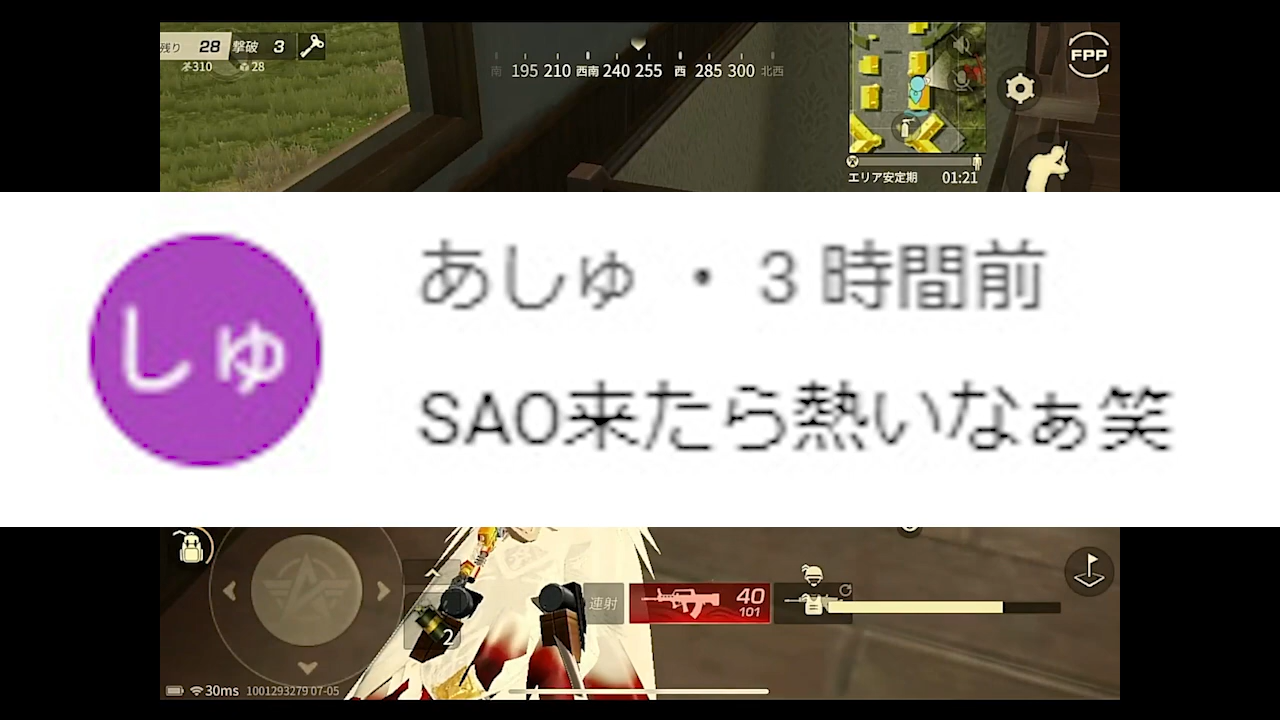 残り 28 撃破 3
310 28
南 195 210 西南 240 255 西 285 300 北西
FPP
エリア安定期 01:21
しゅ
あしゅ・3 時間前
SAO来たら熱いなぁ笑
連射
40
101
2
30ms 1001293279 07-05